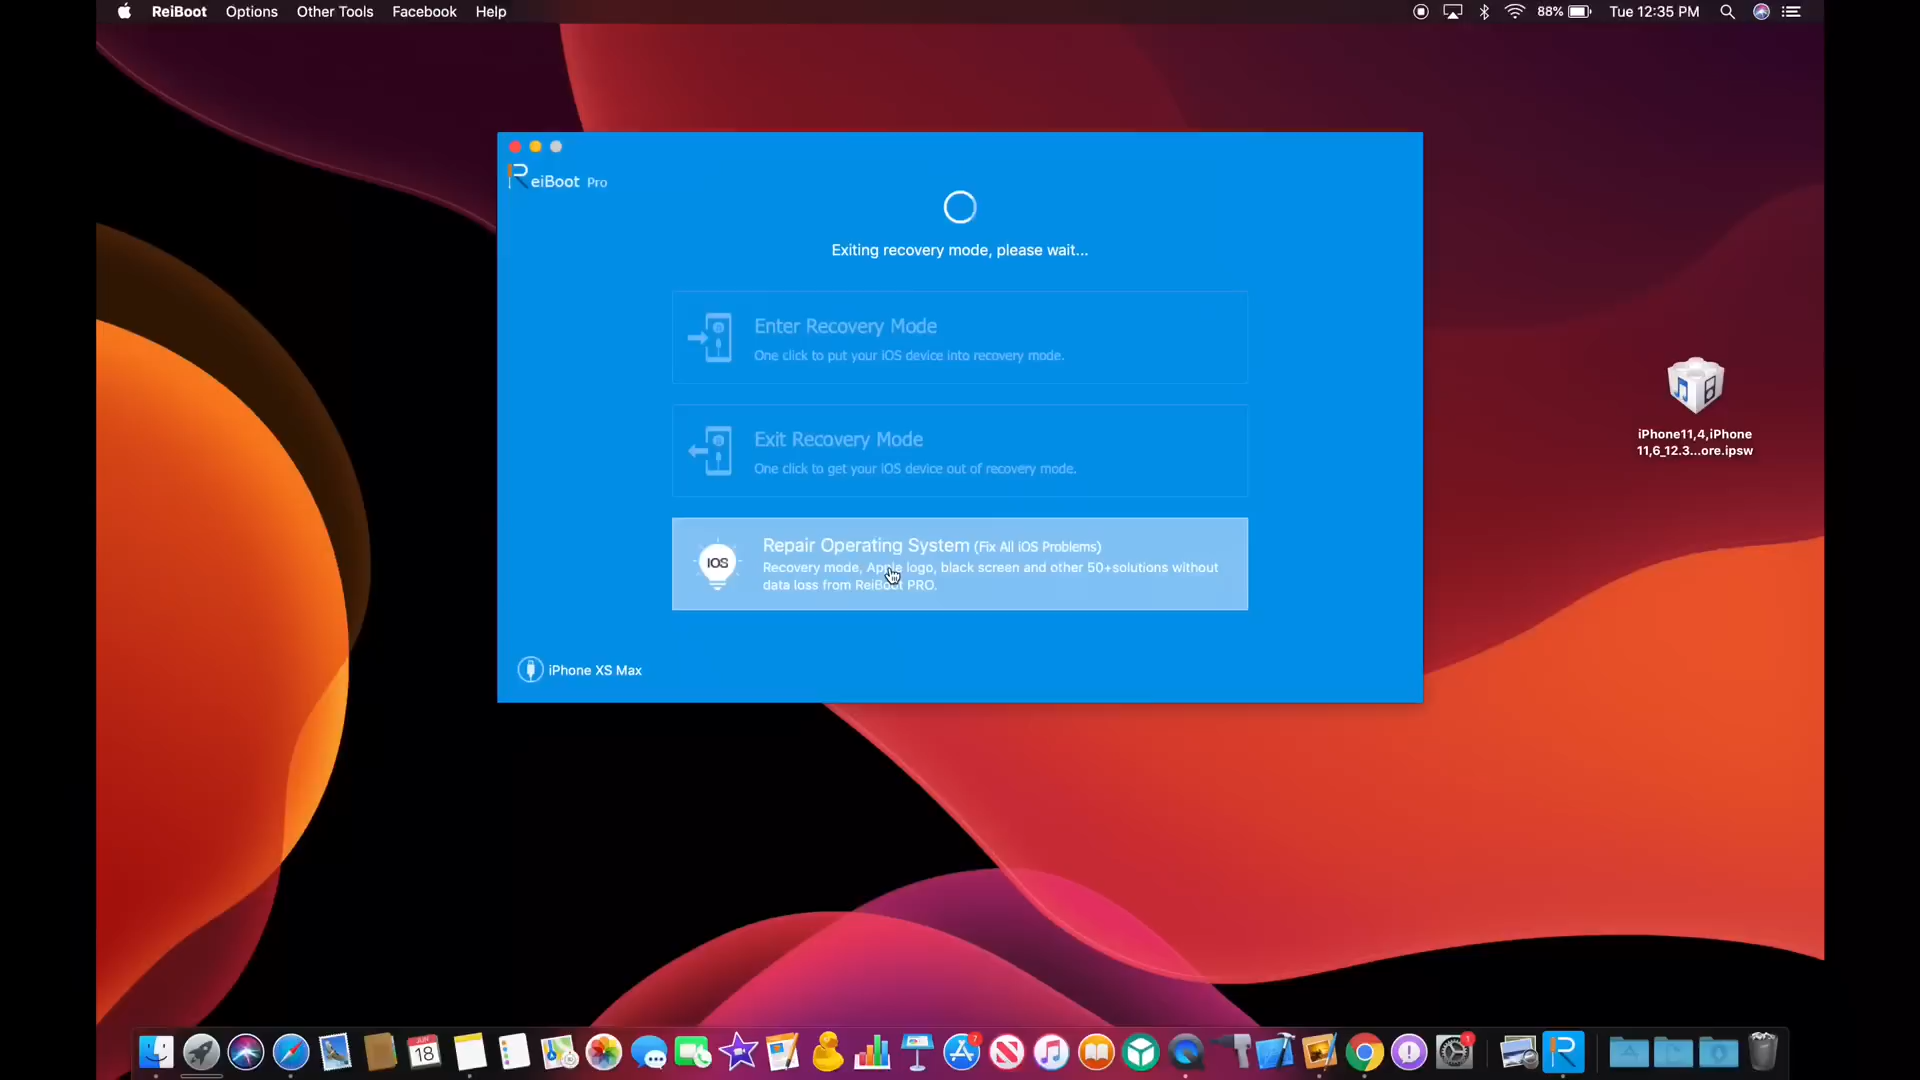 ReiBoot Options Other Tools Facebook Help 88% Tue 12:35 PM
ReiBoot Pro
Exiting recovery mode, please wait...
Enter Recovery Mode
One click to put your iOS device into recovery mode.
Exit Recovery Mode
One click to get your iOS device out of recovery mode.
iOS
Repair Operating System (Fix All iOS Problems)
Recovery mode, Apple logo, black screen and other 50+solutions without
data loss from ReiBoot PRO.
iPhone XS Max
iPhone11,4,iPhone
11,6_12.3...ore.ipsw
JUN
18
7
1